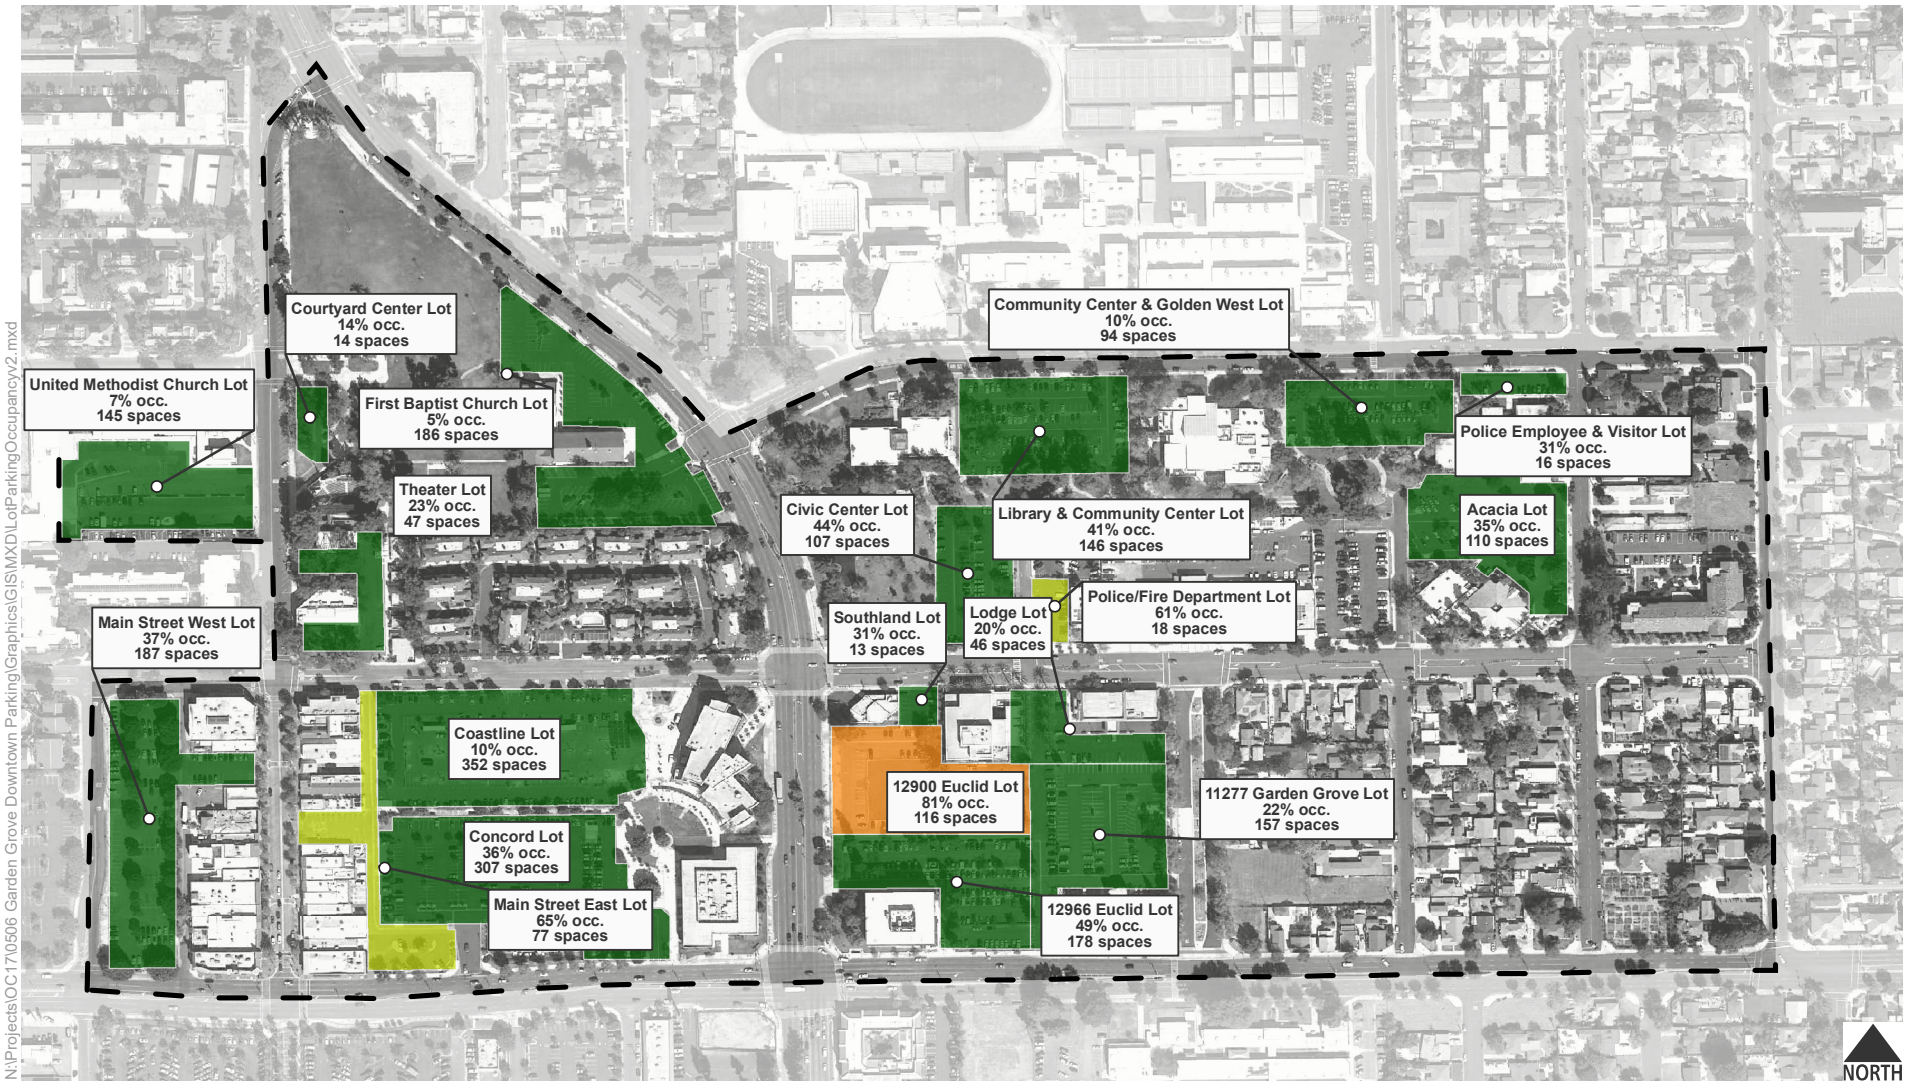 Courtyard Center Lot
14% occ.
14 spaces
Community Center & Golden West Lot
10% occ.
94 spaces
United Methodist Church Lot
7% occ.
145 spaces
First Baptist Church Lot
5% occ.
186 spaces
Police Employee & Visitor Lot
31% occ.
16 spaces
Theater Lot
23% occ.
47 spaces
Civic Center Lot
44% occ.
107 spaces
Library & Community Center Lot
41% occ.
146 spaces
Acacia Lot
35% occ.
110 spaces
Main Street West Lot
37% occ.
187 spaces
Southland Lot
31% occ.
13 spaces
Lodge Lot
20% occ.
46 spaces
Police/Fire Department Lot
61% occ.
18 spaces
Coastline Lot
10% occ.
352 spaces
12900 Euclid Lot
81% occ.
116 spaces
11277 Garden Grove Lot
22% occ.
157 spaces
Concord Lot
36% occ.
307 spaces
Main Street East Lot
65% occ.
77 spaces
12966 Euclid Lot
49% occ.
178 spaces
N:\Projects\OC17\0506 Garden Grove Downtown Parking\Graphics\GIS\MXD\LotParkingOccupancyv2.mxd
NORTH